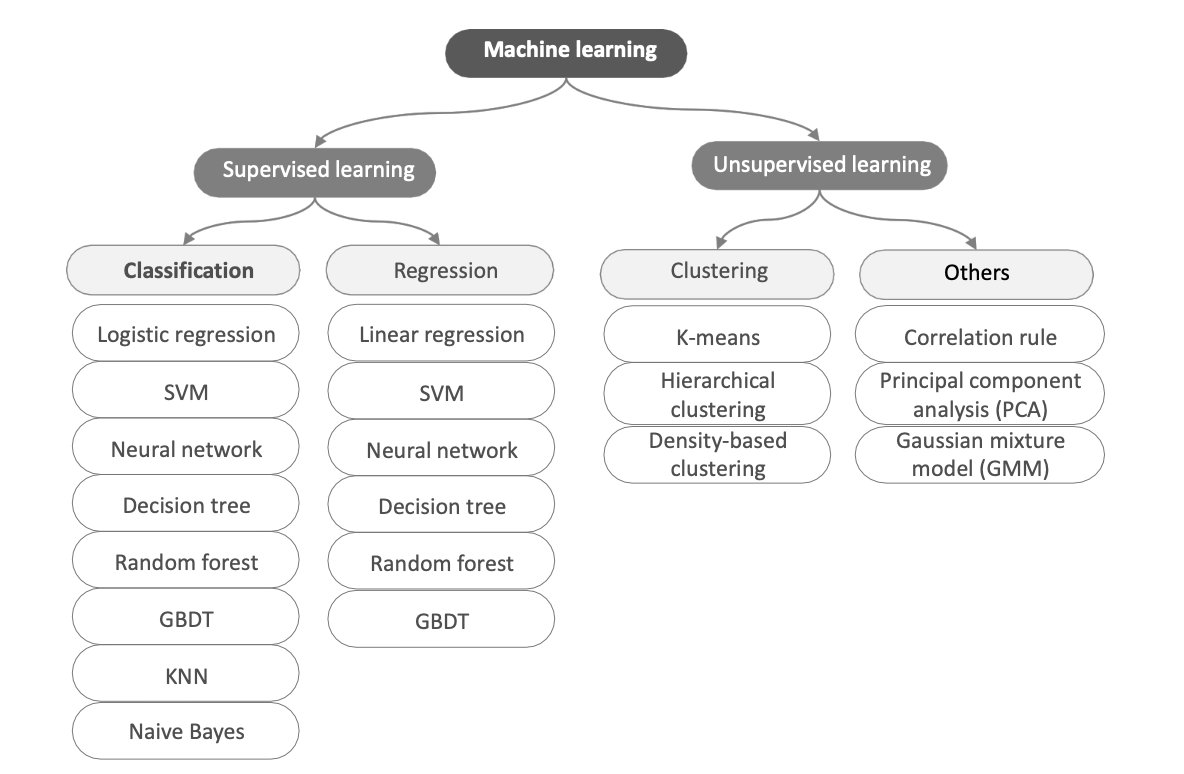 Machine learning
Supervised learning
Unsupervised learning
Classification
Regression
Clustering
Others
Logistic regression
SVM
Neural network
Decision tree
Random forest
GBDT
KNN
Naive Bayes
Linear regression
SVM
Neural network
Decision tree
Random forest
GBDT
K-means
Hierarchical
clustering
Density-based
clustering
Correlation rule
Principal component
analysis (PCA)
Gaussian mixture
model (GMM)